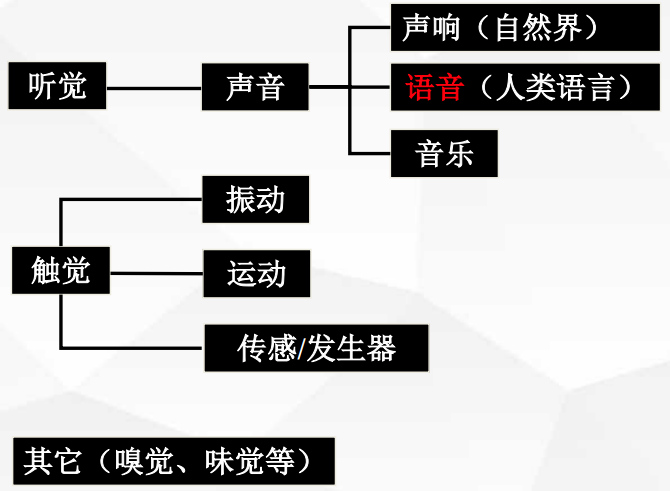 声响（自然界）
听觉
声音
语音（人类语言）
音乐
振动
触觉
运动
传感/发生器
其它（嗅觉、味觉等）